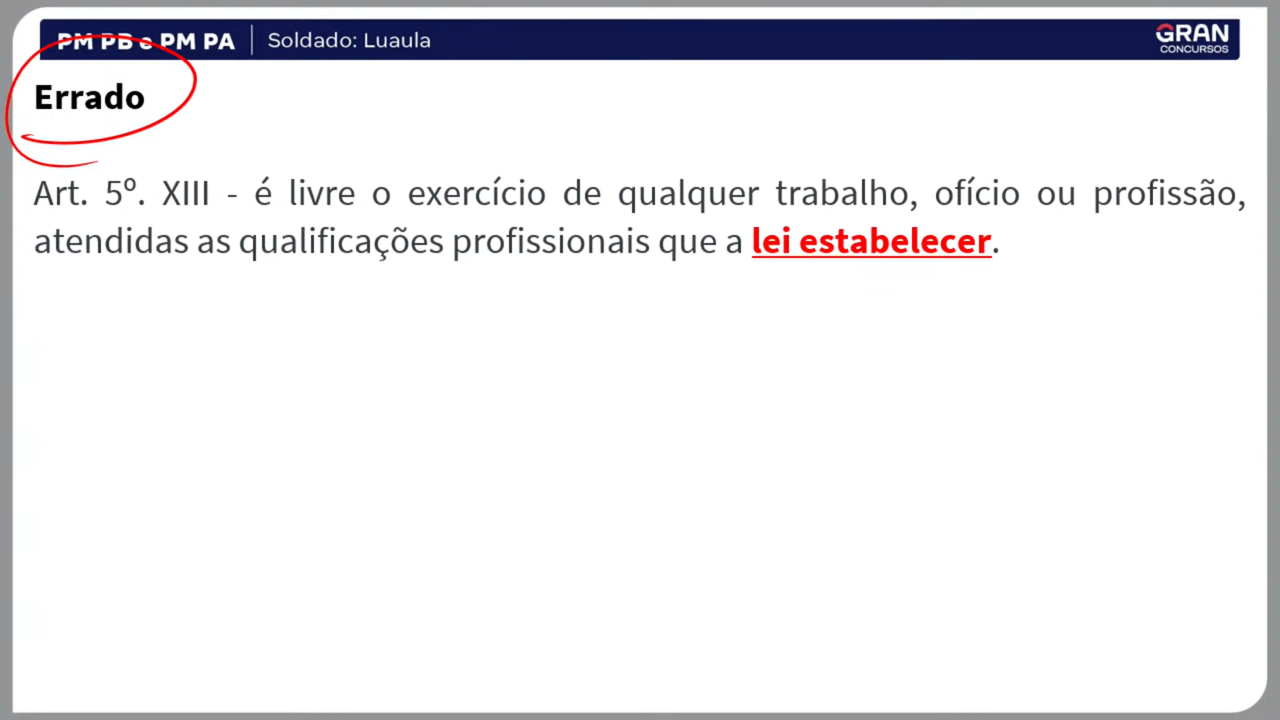 PM PB e PM PA | Soldado: Luaula
GRAN
CONCURSOS
Errado
Art. 5º. XIII - é livre o exercício de qualquer trabalho, ofício ou profissão,
atendidas as qualificações profissionais que a lei estabelecer.